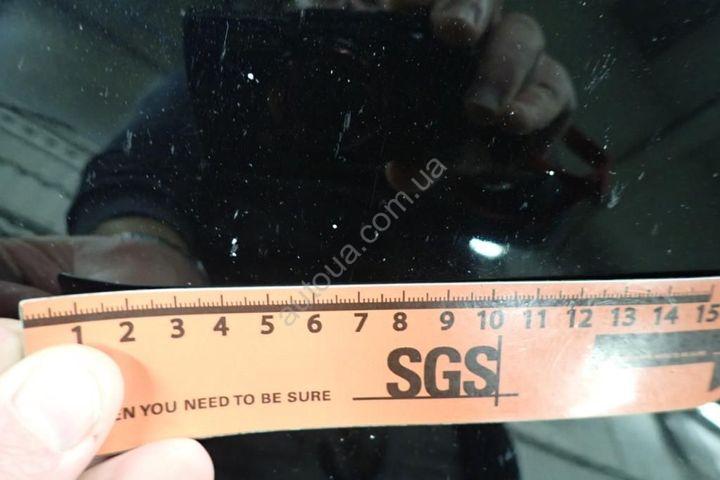 autoua.com.ua
1 2 3 4 5 6 7 8 9 10 11 12 13 14 15
SGS
EN YOU NEED TO BE SURE